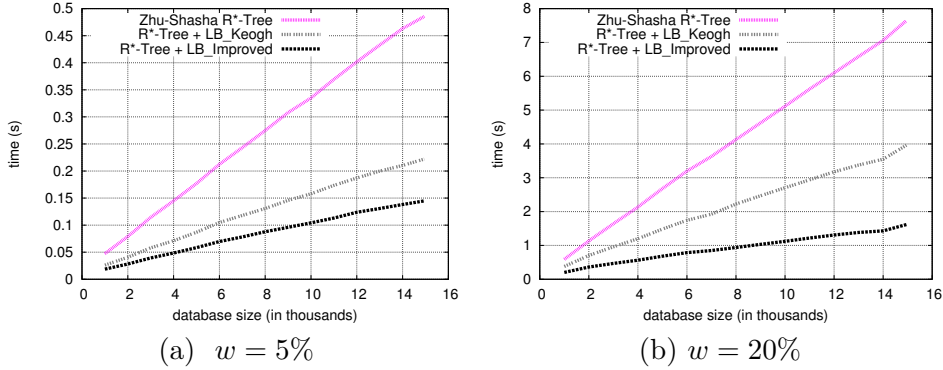 0.5
0.45
0.4
0.35
0.3
0.25
0.2
0.15
0.1
0.05
0
time (s)
Zhu-Shasha R*-Tree
R*-Tree + LB_Keogh
R*-Tree + LB_Improved
0 2 4 6 8 10 12 14 16
database size (in thousands)
(a) w = 5%
8
7
6
5
4
3
2
1
0
time (s)
Zhu-Shasha R*-Tree
R*-Tree + LB_Keogh
R*-Tree + LB_Improved
0 2 4 6 8 10 12 14 16
database size (in thousands)
(b) w = 20%